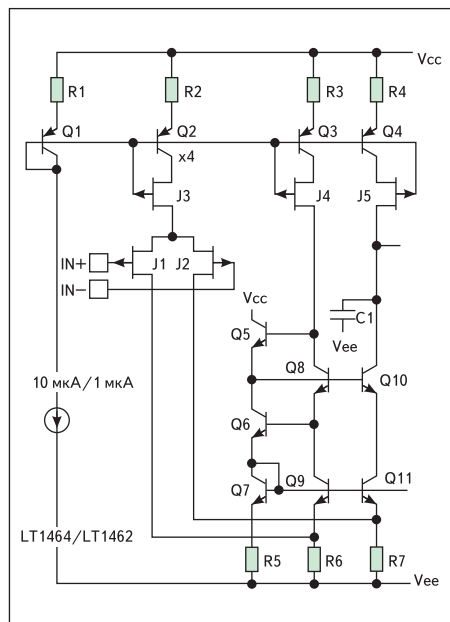 Vcc
R1
R2
R3
R4
Q1
Q2
Q3
Q4
x4
J3
J4
J5
IN+
J1
J2
IN−
Vcc
C1
Q5
Vee
Q8
Q10
10 мкА/1 мкА
Q6
Q7
Q9
Q11
LT1464/LT1462
R5
R6
R7
Vee